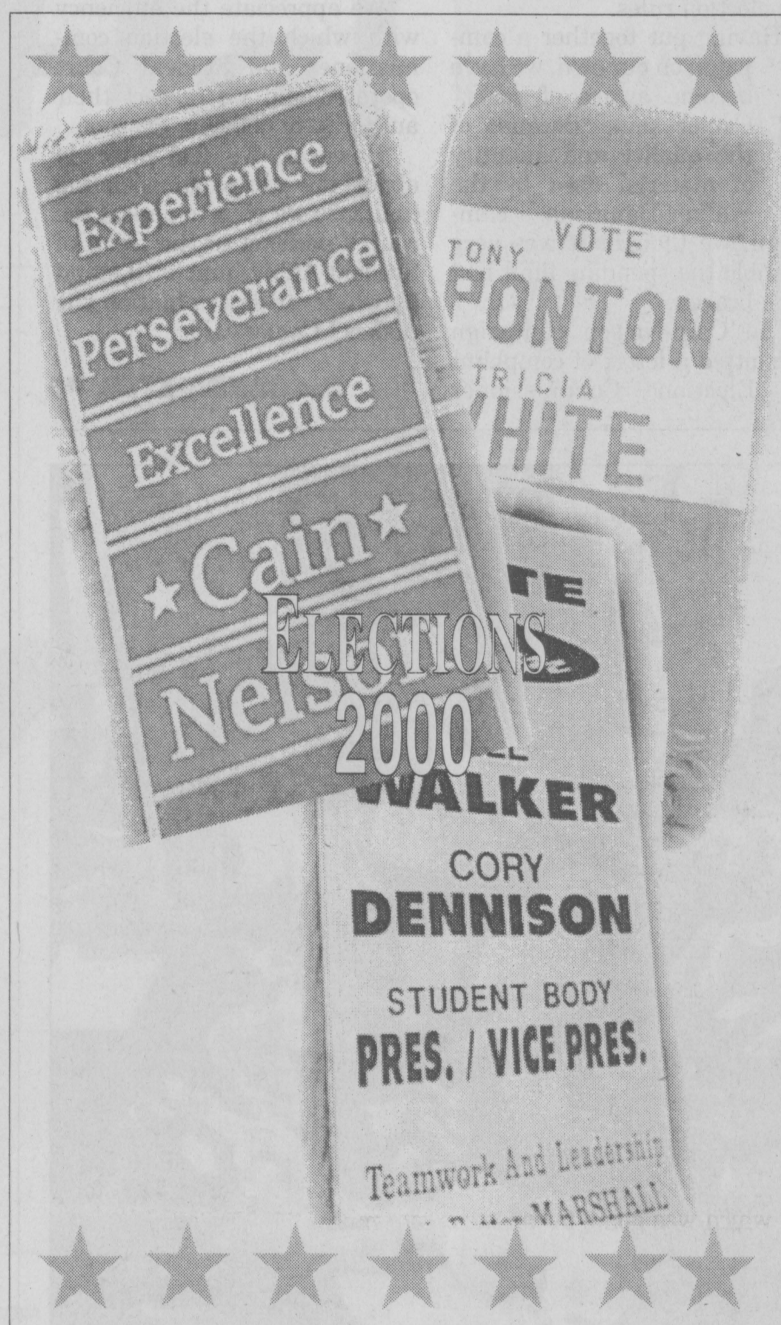 Experience
Perseverance
Excellence
Cain
Nelson
VOTE
TONY
PONTON
TRICIA
WHITE
ELECTIONS
2000
WALKER
CORY
DENNISON
STUDENT BODY
PRES. / VICE PRES.
Teamwork And Leadership
MARSHALL